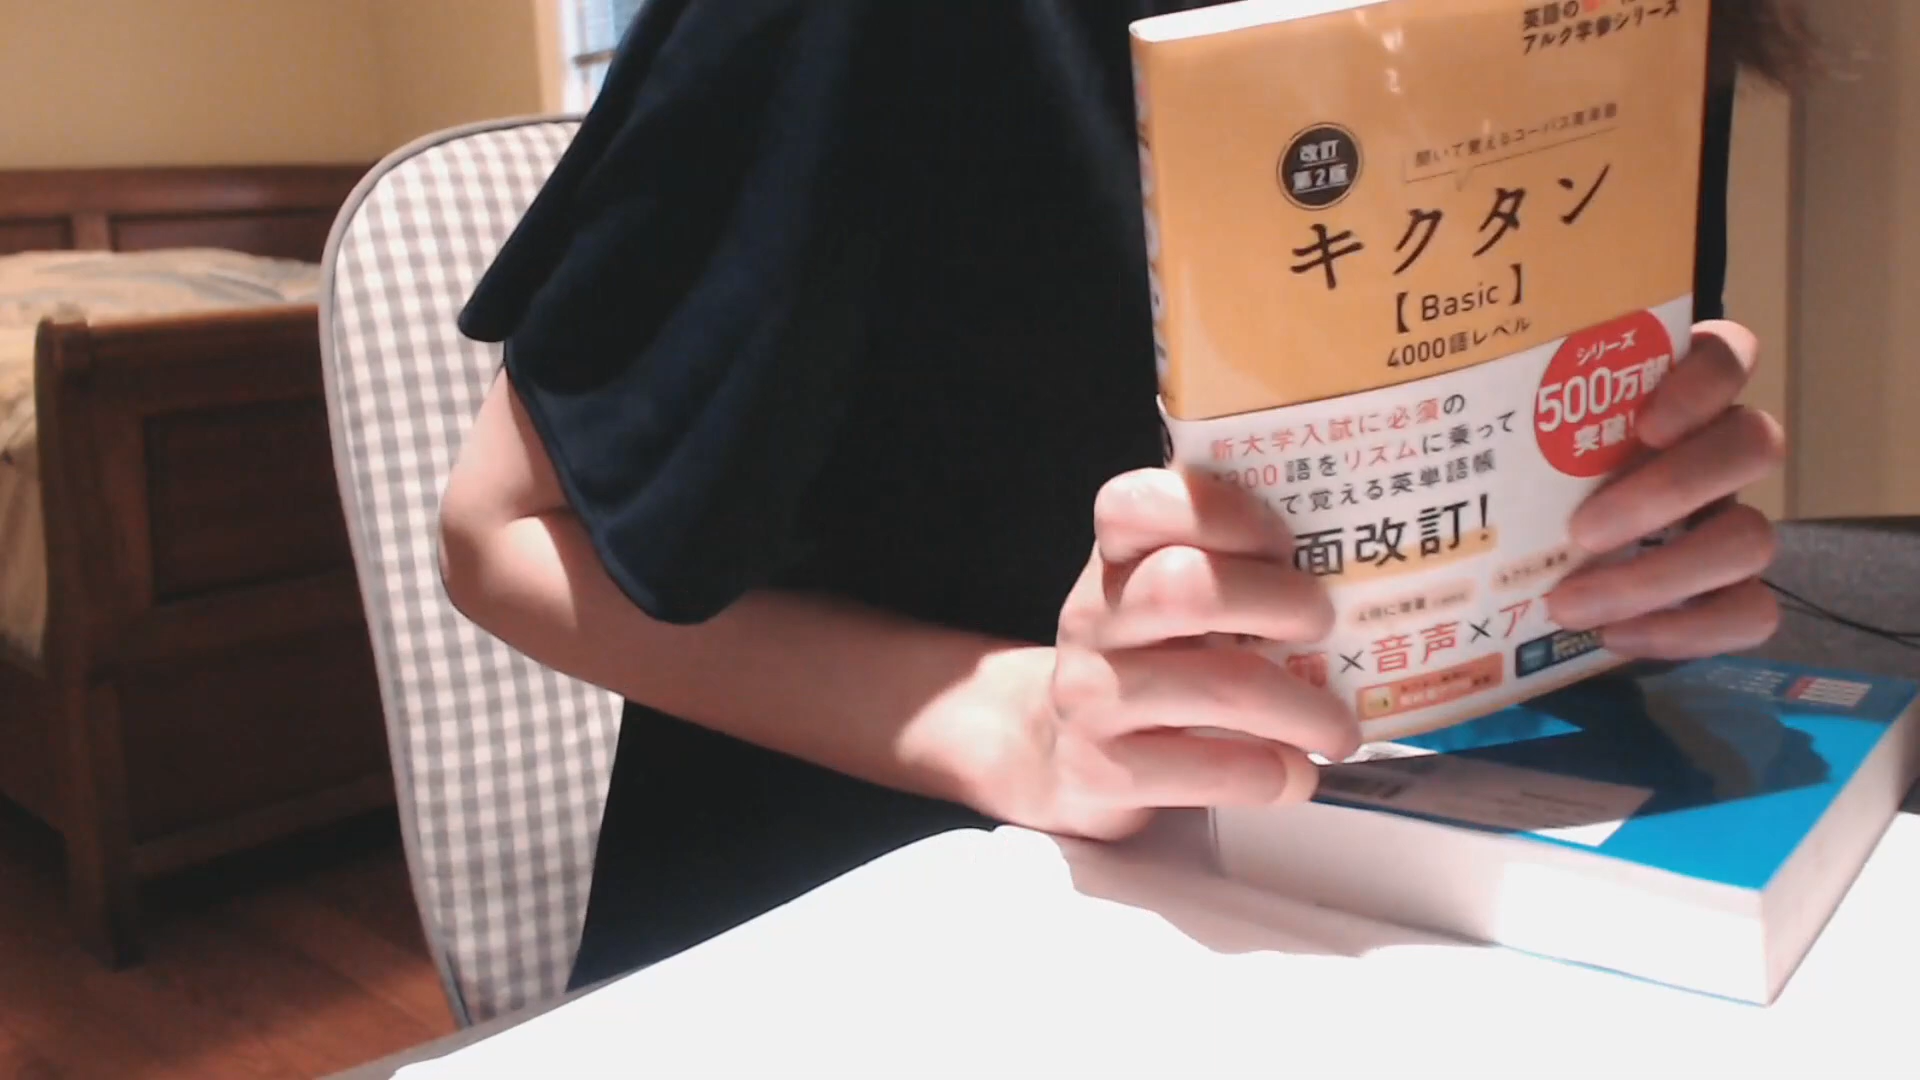 英語の
アルク学参シリーズ
改訂
第2版
聞いて覚えるコーパス英単語
キクタン
【Basic】
4000語レベル
シリーズ
500万部
突破!
新大学入試に必須の
語をリズムに乗って
て覚える英単語帳
面改訂!
×音声×ア